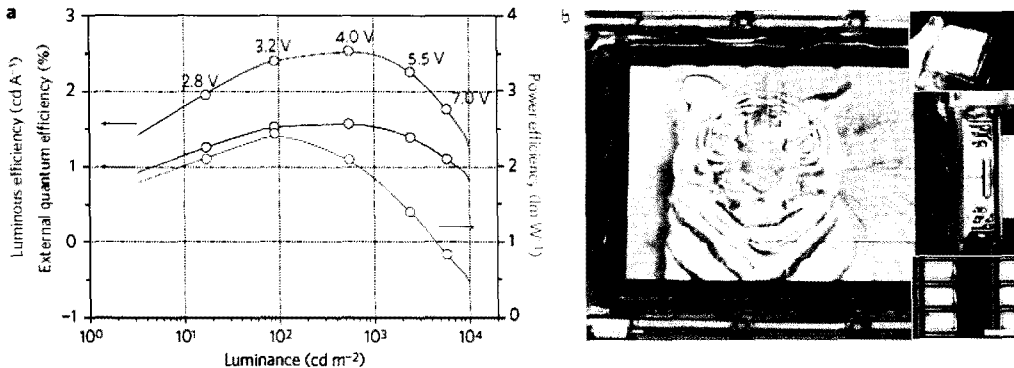 a
b
Luminous efficiency (cd A⁻¹)
External quantum efficiency (%)
3
2
1
0
−1
2.8 V
3.2 V
4.0 V
5.5 V
7.0 V
4
3
2
1
0
Power efficiency (lm W⁻¹)
10⁰
10¹
10²
10³
10⁴
Luminance (cd m⁻²)